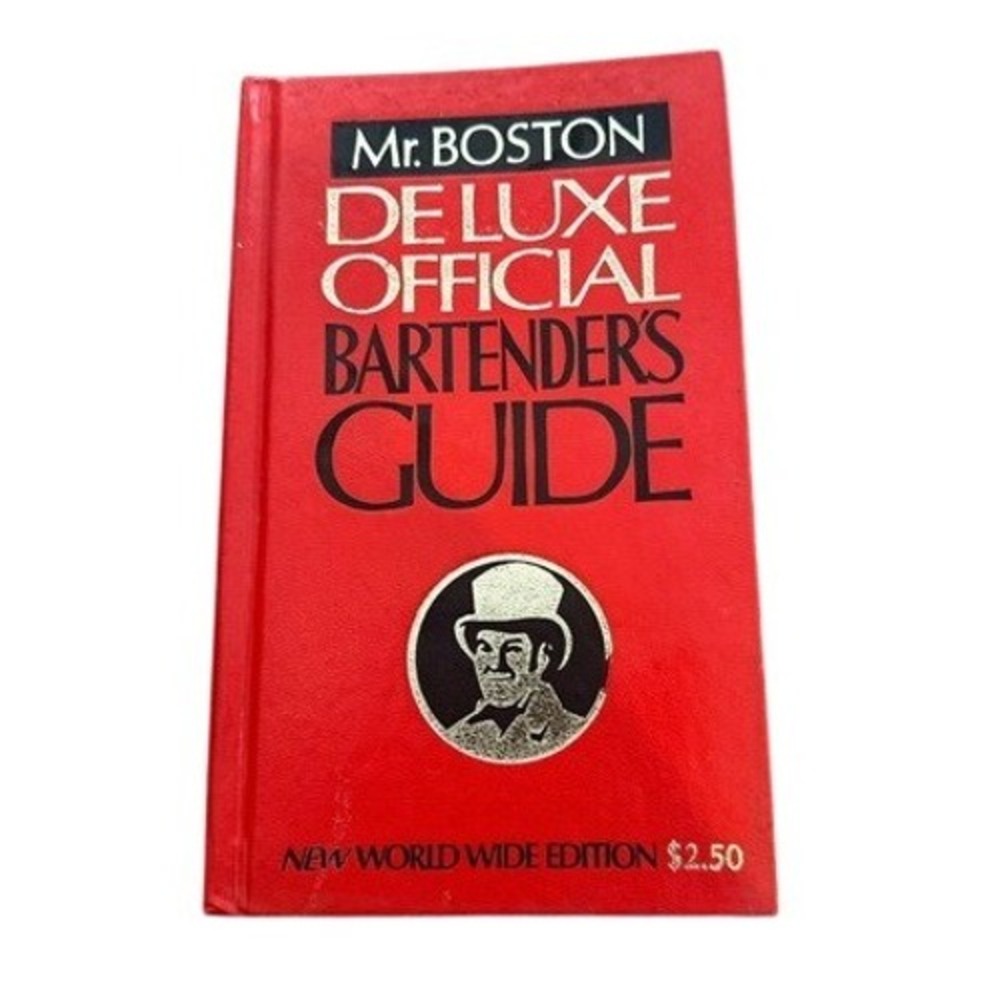 Mr. BOSTON
DE LUXE
OFFICIAL
BARTENDER'S
GUIDE
NEW WORLD WIDE EDITION $2.50